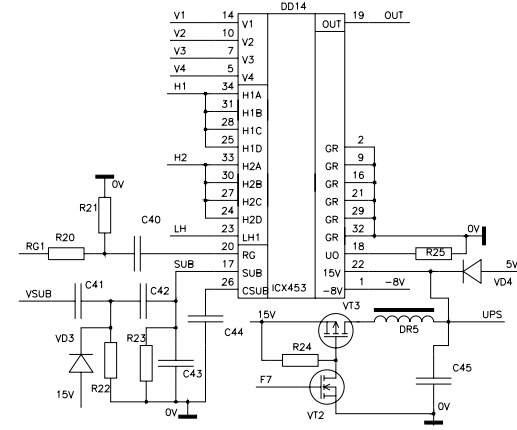 DD14
V1 14 V1 OUT 19 OUT
V2 10 V2
V3 7 V3
V4 5 V4
H1 34 H1A
31 H1B
28 H1C
25 H1D GR 2
H2 33 H2A GR 9
30 H2B GR 16
27 H2C GR 21
24 H2D GR 29
LH 23 LH1 GR 32 0V
RG1 R20 R21 0V C40 20 RG UO 18 R25
SUB 17 SUB 15V 22 5V
VD4
26 CSUB ICX453 -8V 1 -8V
VSUB C41 C42
C44
15V VT3 DR5 UPS
VD3 R23 R24
15V R22 C43 F7 C45
0V VT2 0V